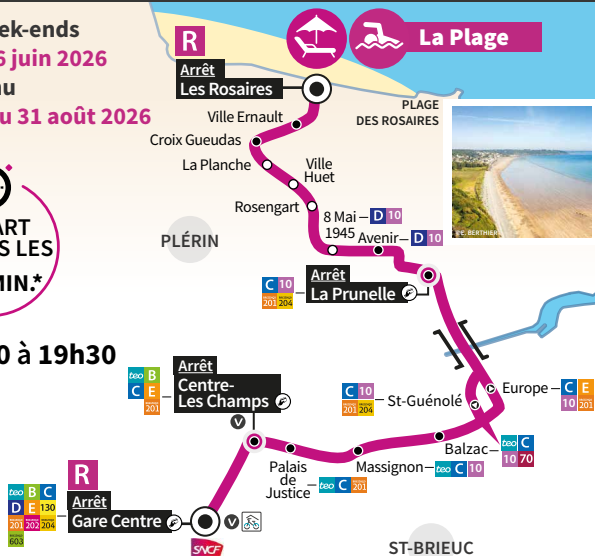 ek-ends
6 juin 2026
au
u 31 août 2026
ART
S LES
MIN.*
0 à 19h30
R
La Plage
Arrêt
Les Rosaires
PLAGE
DES ROSAIRES
E. BERTHIER
Ville Ernault
Croix Gueudas
La Planche
Ville
Huet
Rosengart
8 Mai
1945
D 10
Avenir
D 10
PLÉRIN
Arrêt
La Prunelle
C 10
201 204
Arrêt
Centre-
Les Champs
teo B
C E
201
V
C 10
201 204
St-Guénolé
Europe
C E
10 201
Balzac
teo C
10 70
Massignon
teo C 10
Palais
de
Justice
teo C 201
R
Arrêt
Gare Centre
teo B C
D E 130
201 202 204
603
V
SNCF
ST-BRIEUC